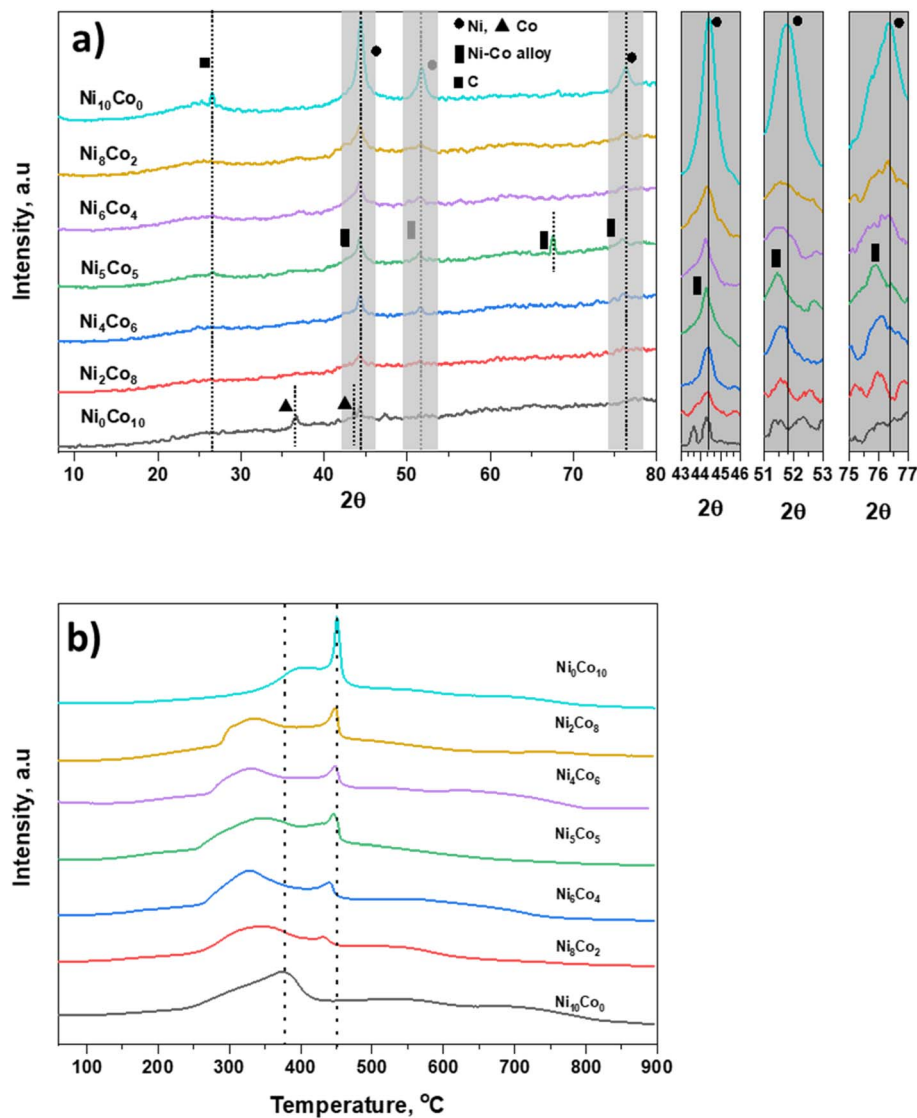 a)
● Ni, ▲ Co
Ni-Co alloy
C
Ni10Co0
Ni8Co2
Ni6Co4
Ni5Co5
Ni4Co6
Ni2Co8
Ni0Co10
Intensity, a.u
10 20 30 40 50 60 70 80
2θ
43 44 45 46
2θ
51 52 53
2θ
75 76 77
2θ
b)
Ni0Co10
Ni2Co8
Ni4Co6
Ni5Co5
Ni6Co4
Ni8Co2
Ni10Co0
Intensity, a.u
100 200 300 400 500 600 700 800 900
Temperature, °C